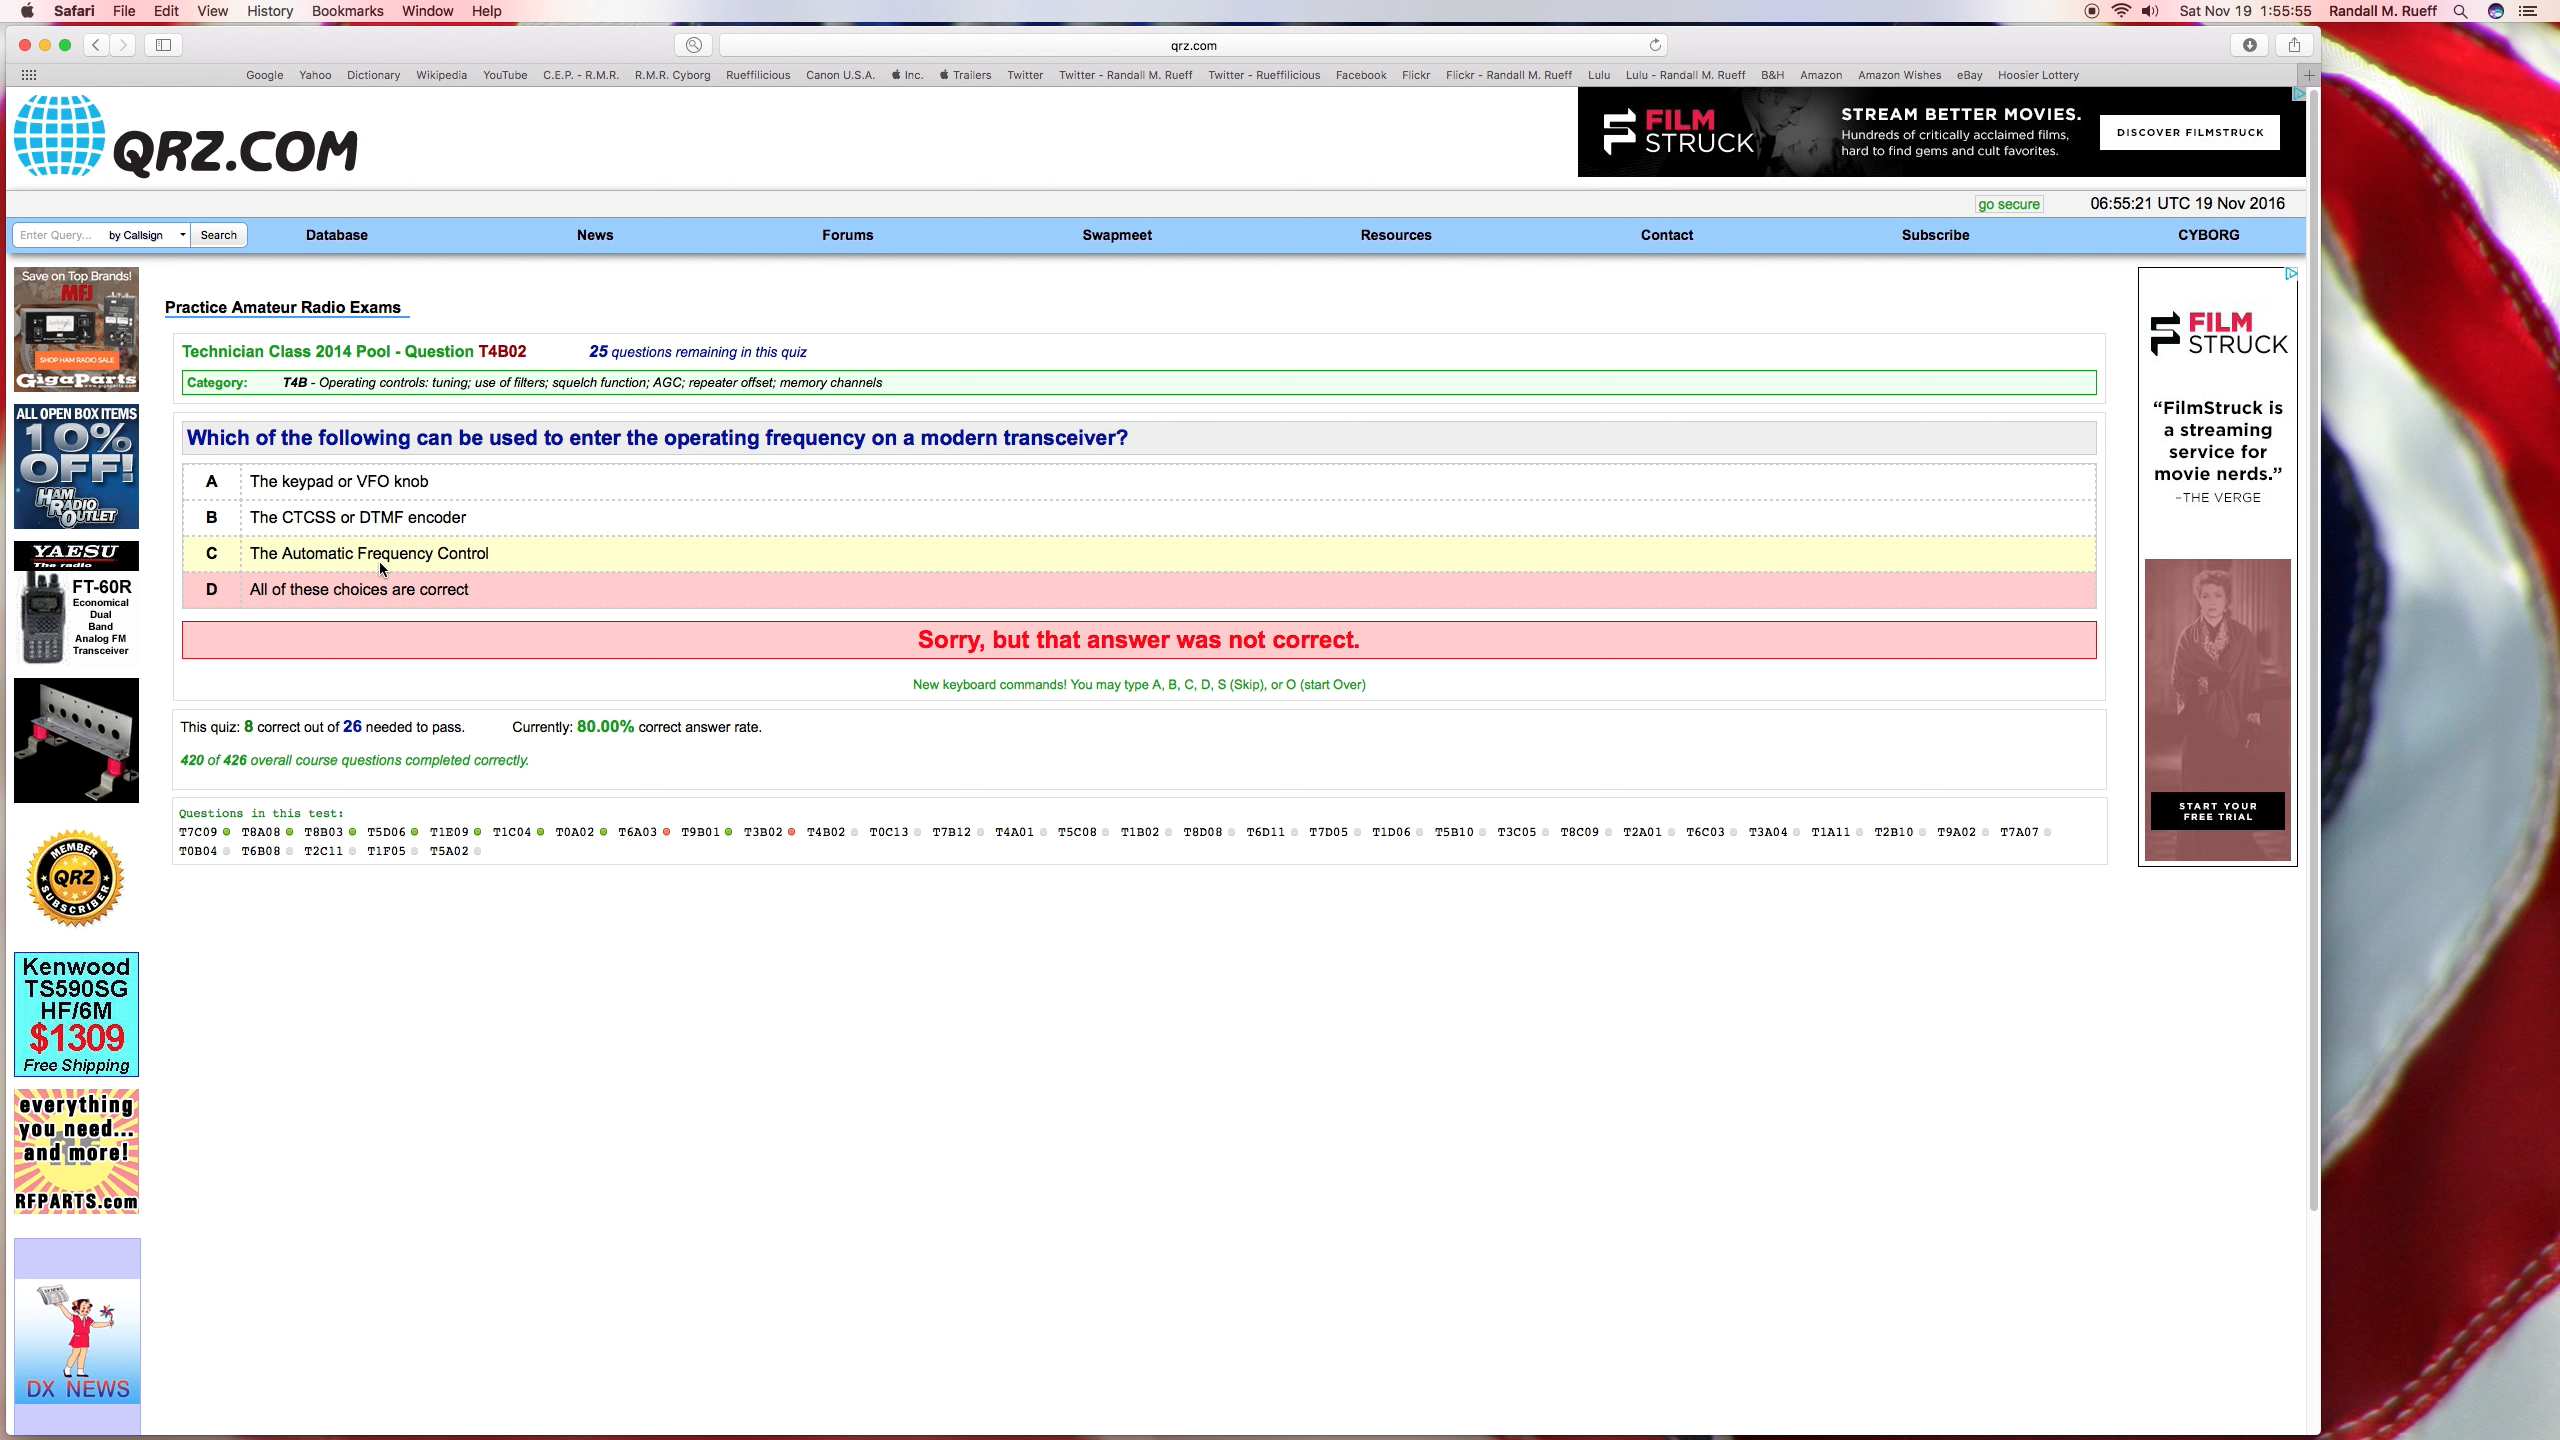 Safari File Edit View History Bookmarks Window Help Sat Nov 19 1:55:55 Randall M. Rueff
qrz.com
Google Yahoo Dictionary Wikipedia YouTube C.E.P. - R.M.R. R.M.R. Cyborg Rueffilicious Canon U.S.A. Inc. Trailers Twitter Twitter - Randall M. Rueff Twitter - Rueffilicious Facebook Flickr Flickr - Randall M. Rueff Lulu Lulu - Randall M. Rueff B&H Amazon Amazon Wishes eBay Hoosier Lottery
QRZ.COM
FILM
STRUCK
STREAM BETTER MOVIES.
Hundreds of critically acclaimed films,
hard to find gems and cult favorites.
DISCOVER FILMSTRUCK
go secure 06:55:21 UTC 19 Nov 2016
Enter Query... by Callsign Search Database News Forums Swapmeet Resources Contact Subscribe CYBORG
Save on Top Brands!
MFJ
SHOP HAM RADIO SALE
GigaParts
ALL OPEN BOX ITEMS
10%
OFF!
HAM
RADIO
OUTLET
YAESU
The radio
FT-60R
Economical
Dual
Band
Analog FM
Transceiver
MEMBER
QRZ
SUBSCRIBER
Kenwood
TS590SG
HF/6M
$1309
Free Shipping
everything
you need...
and more!
RFPARTS.com
DX NEWS
Practice Amateur Radio Exams
Technician Class 2014 Pool - Question T4B02 25 questions remaining in this quiz
Category: T4B - Operating controls: tuning; use of filters; squelch function; AGC; repeater offset; memory channels
Which of the following can be used to enter the operating frequency on a modern transceiver?
A The keypad or VFO knob
B The CTCSS or DTMF encoder
C The Automatic Frequency Control
D All of these choices are correct
Sorry, but that answer was not correct.
New keyboard commands! You may type A, B, C, D, S (Skip), or O (start Over)
This quiz: 8 correct out of 26 needed to pass. Currently: 80.00% correct answer rate.
420 of 426 overall course questions completed correctly.
Questions in this test:
T7C09 T8A08 T8B03 T5D06 T1E09 T1C04 T0A02 T6A03 T9B01 T3B02 T4B02 T0C13 T7B12 T4A01 T5C08 T1B02 T8D08 T6D11 T7D05 T1D06 T5B10 T3C05 T8C09 T2A01 T6C03 T3A04 T1A11 T2B10 T9A02 T7A07
T0B04 T6B08 T2C11 T1F05 T5A02
FILM
STRUCK
“FilmStruck is
a streaming
service for
movie nerds.”
–THE VERGE
START YOUR
FREE TRIAL